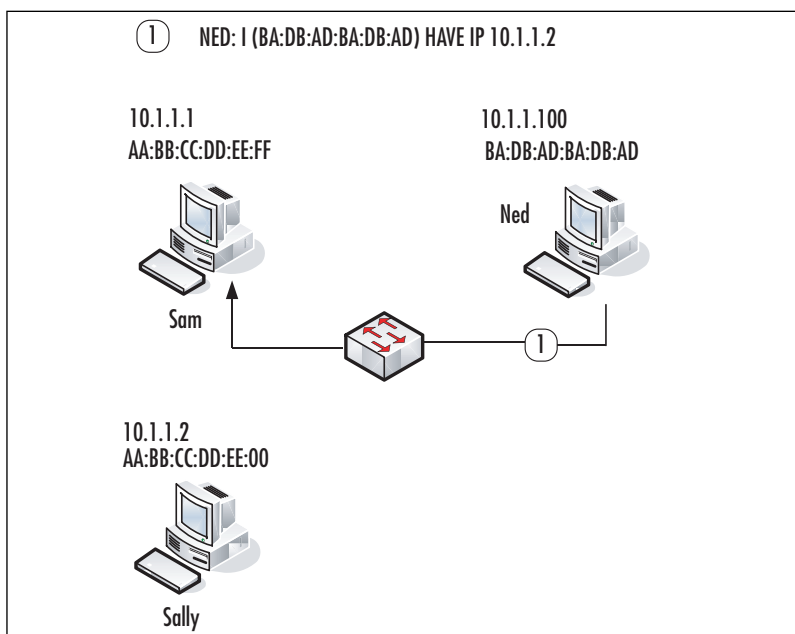 1 NED: I (BA:DB:AD:BA:DB:AD) HAVE IP 10.1.1.2
10.1.1.1
AA:BB:CC:DD:EE:FF
10.1.1.100
BA:DB:AD:BA:DB:AD
Ned
Sam
1
10.1.1.2
AA:BB:CC:DD:EE:00
Sally